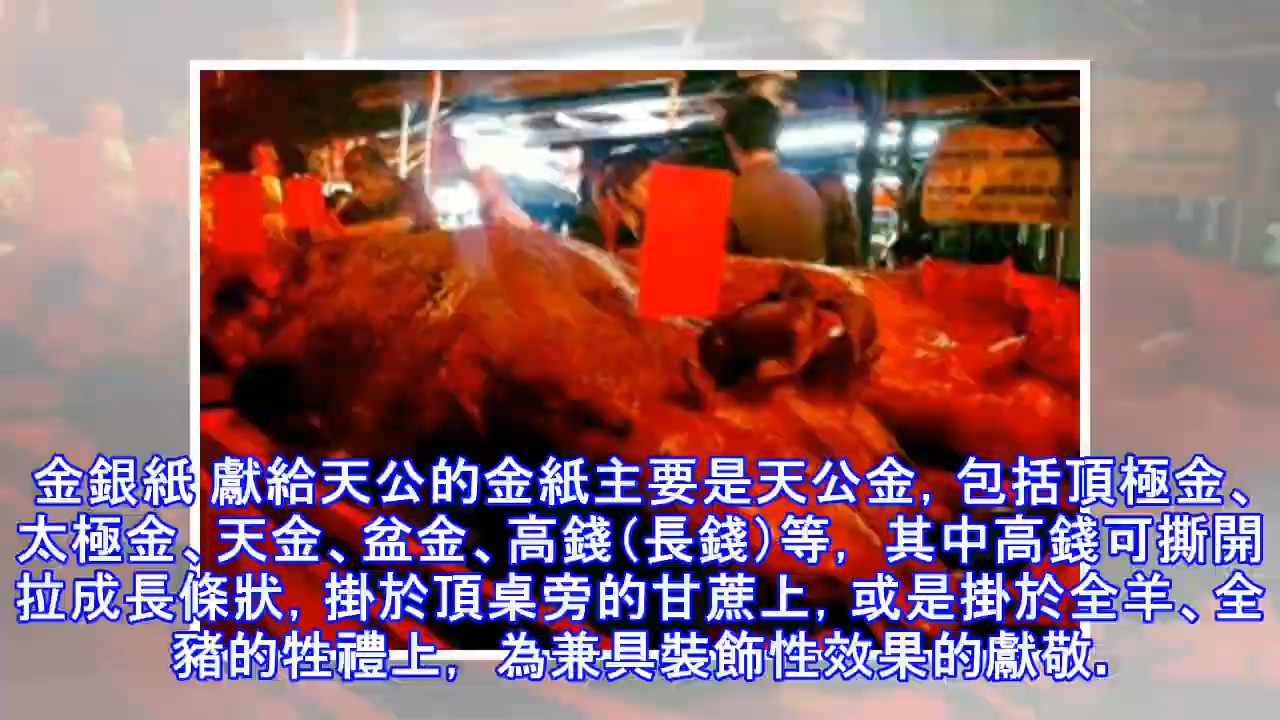 金銀紙 獻給天公的金紙主要是天公金, 包括頂極金、
太極金、天金、盆金、高錢(長錢)等, 其中高錢可撕開
拉成長條狀, 掛於頂桌旁的甘蔗上, 或是掛於全羊、全
豬的牲禮上, 為兼具裝飾性效果的獻敬.